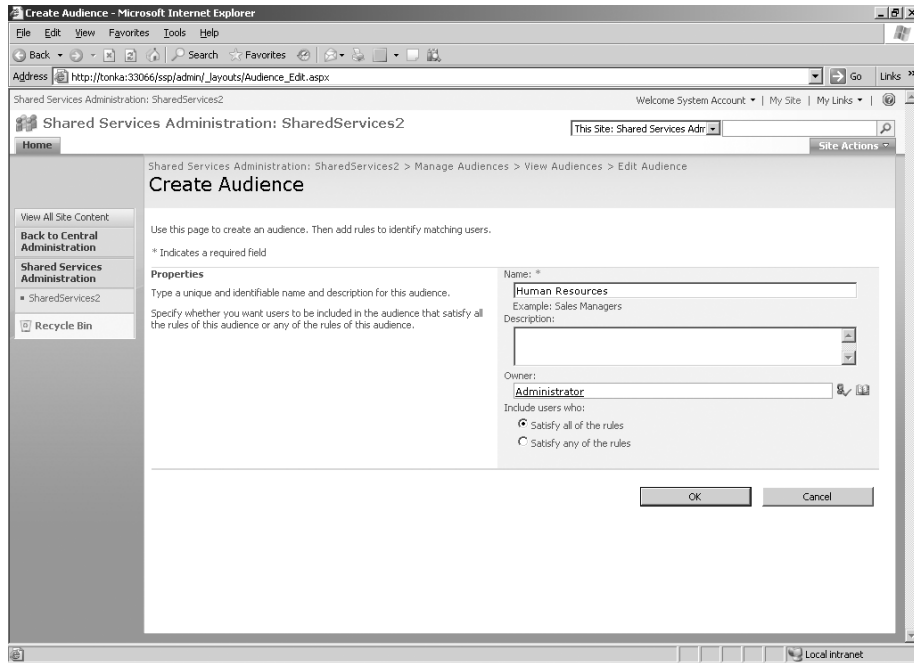 Create Audience - Microsoft Internet Explorer
File Edit View Favorites Tools Help
Back Search Favorites
Address http://tonka:33066/ssp/admin/_layouts/Audience_Edit.aspx Go Links »
Shared Services Administration: SharedServices2 Welcome System Account | My Site | My Links |
Shared Services Administration: SharedServices2 This Site: Shared Services Adm
Home Site Actions
Shared Services Administration: SharedServices2 > Manage Audiences > View Audiences > Edit Audience
Create Audience
View All Site Content
Back to Central
Administration
Shared Services
Administration
SharedServices2
Recycle Bin
Use this page to create an audience. Then add rules to identify matching users.
* Indicates a required field
Properties
Type a unique and identifiable name and description for this audience.
Specify whether you want users to be included in the audience that satisfy all
the rules of this audience or any of the rules of this audience.
Name: *
Human Resources
Example: Sales Managers
Description:
Owner:
Administrator
Include users who:
Satisfy all of the rules
Satisfy any of the rules
OK Cancel
Local intranet